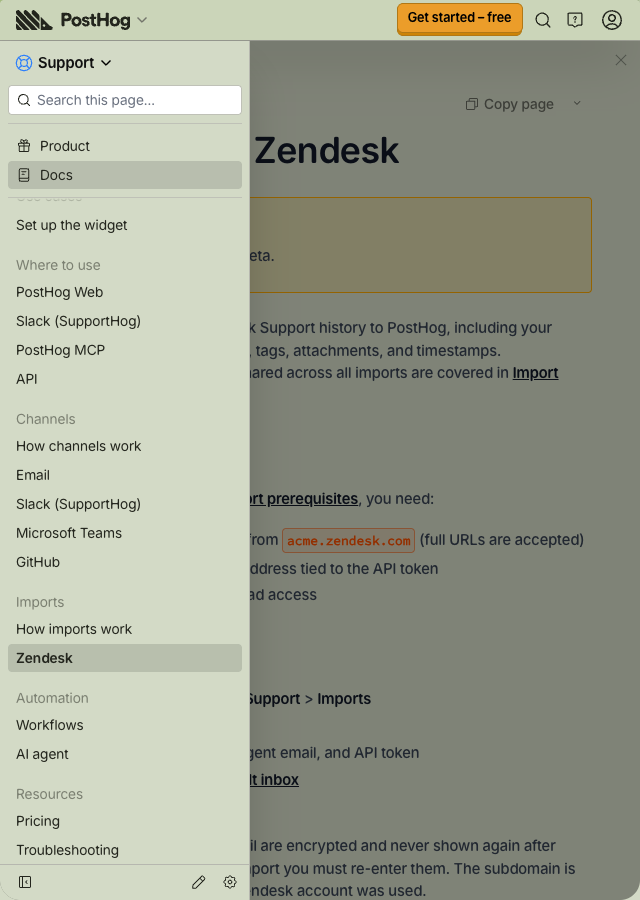 PostHog
Get started – free
Support
Search this page...
Copy page
Product
Docs
Zendesk
Set up the widget
eta.
Where to use
PostHog Web
Slack (SupportHog)
k Support history to PostHog, including your
PostHog MCP
, tags, attachments, and timestamps.
API
ared across all imports are covered in Import
Channels
How channels work
Email
Slack (SupportHog)
ort prerequisites, you need:
Microsoft Teams
from acme.zendesk.com (full URLs are accepted)
GitHub
ddress tied to the API token
Imports
ad access
How imports work
Zendesk
Automation
Support > Imports
Workflows
AI agent
gent email, and API token
lt inbox
Resources
Pricing
Troubleshooting
il are encrypted and never shown again after
port you must re-enter them. The subdomain is
endesk account was used.